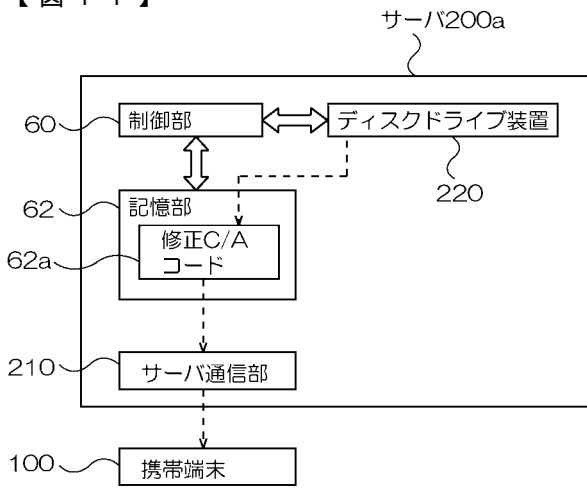 【図１１】
サーバ200a
60
制御部
ディスクドライブ装置
220
62
記憶部
62a
修正C/A
コード
210
サーバ通信部
100
携帯端末